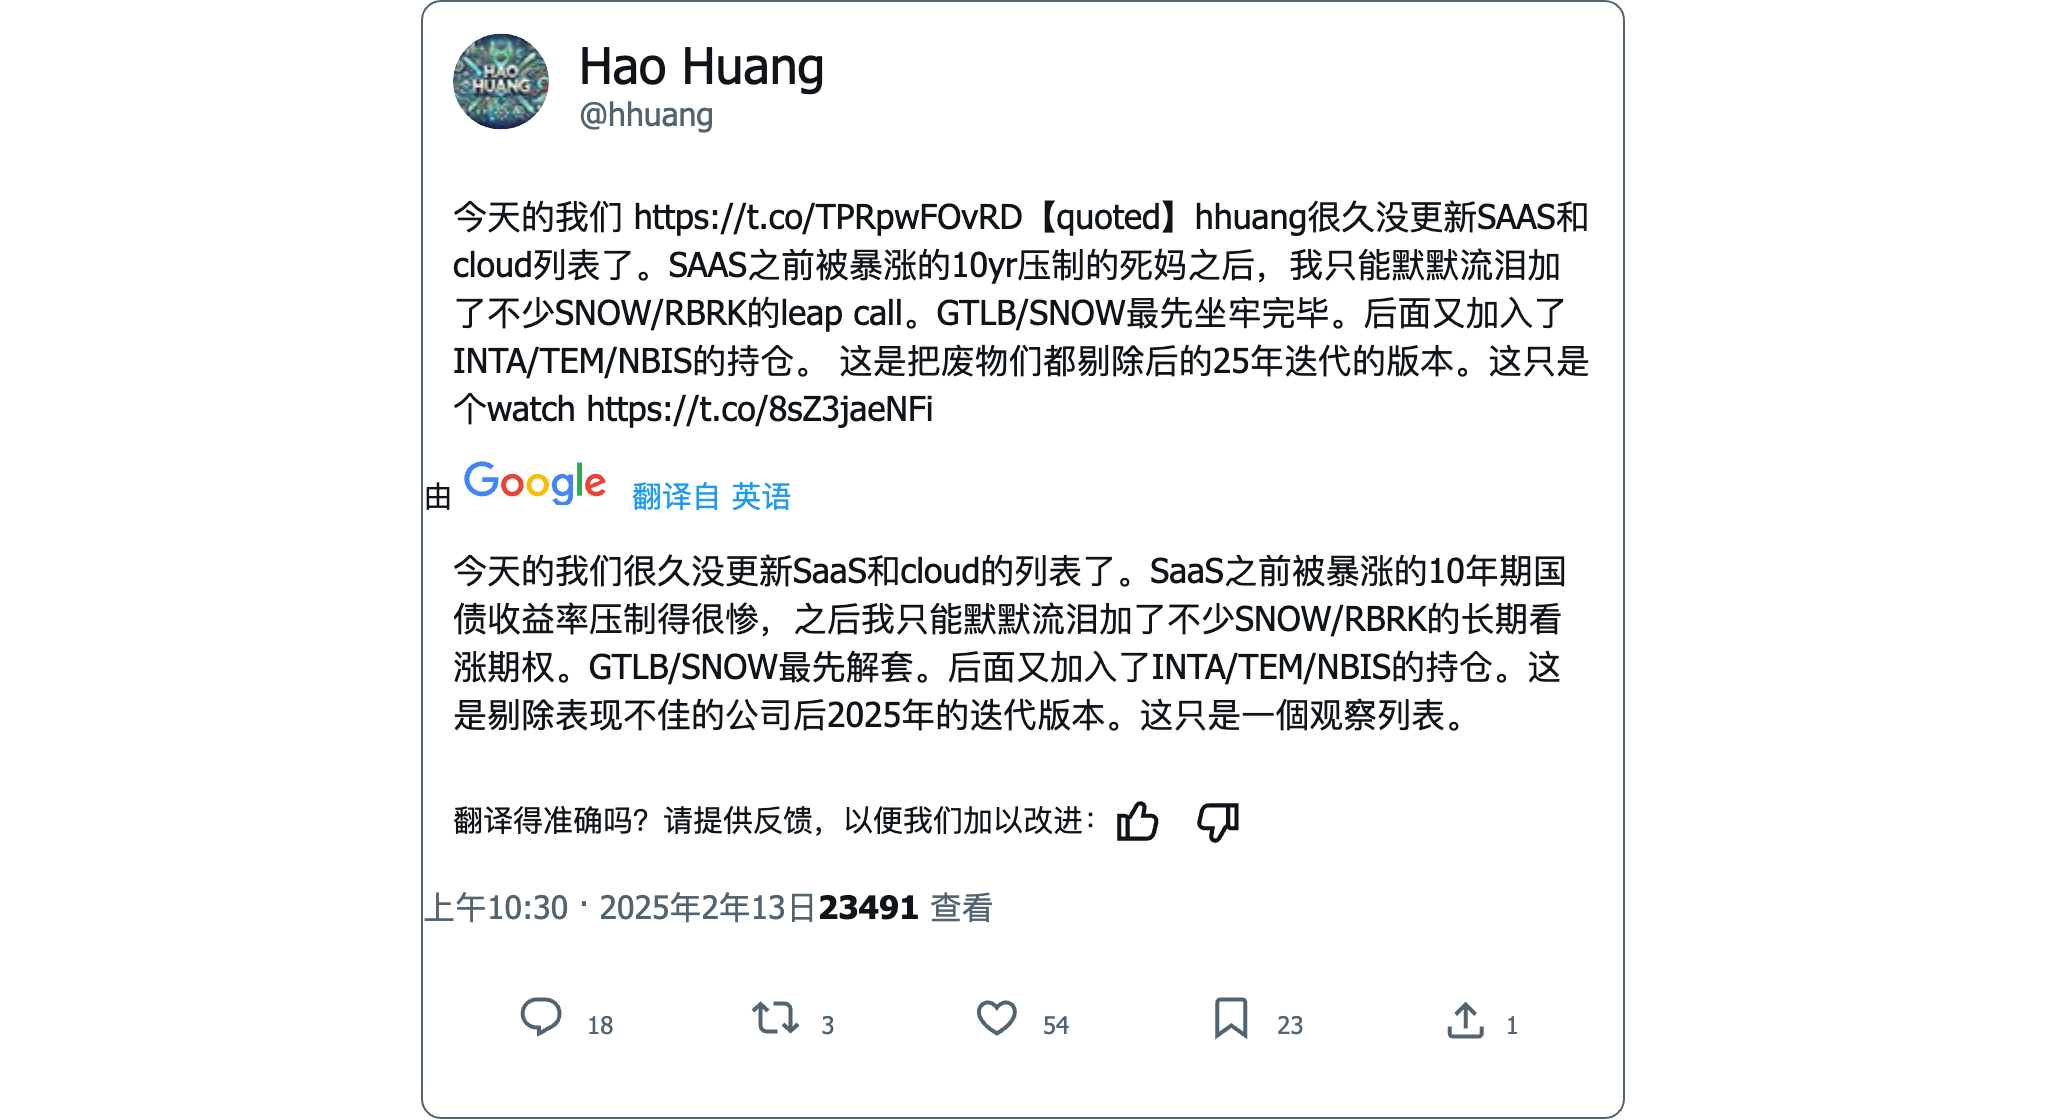 HAO
HUANG
Hao Huang
@hhuang
今天的我们 https://t.co/TPRpwFOvRD【quoted】hhuang很久没更新SAAS和
cloud列表了。SAAS之前被暴涨的10yr压制的死妈之后，我只能默默流泪加
了不少SNOW/RBRK的leap call。GTLB/SNOW最先坐牢完毕。后面又加入了
INTA/TEM/NBIS的持仓。 这是把废物们都剔除后的25年迭代的版本。这只是
个watch https://t.co/8sZ3jaeNFi
由 Google 翻译自 英语
今天的我们很久没更新SaaS和cloud的列表了。SaaS之前被暴涨的10年期国
债收益率压制得很惨，之后我只能默默流泪加了不少SNOW/RBRK的长期看
涨期权。GTLB/SNOW最先解套。后面又加入了INTA/TEM/NBIS的持仓。这
是剔除表现不佳的公司后2025年的迭代版本。这只是一個观察列表。
翻译得准确吗？请提供反馈，以便我们加以改进：
上午10:30 · 2025年2年13日23491 查看
18 3 54 23 1